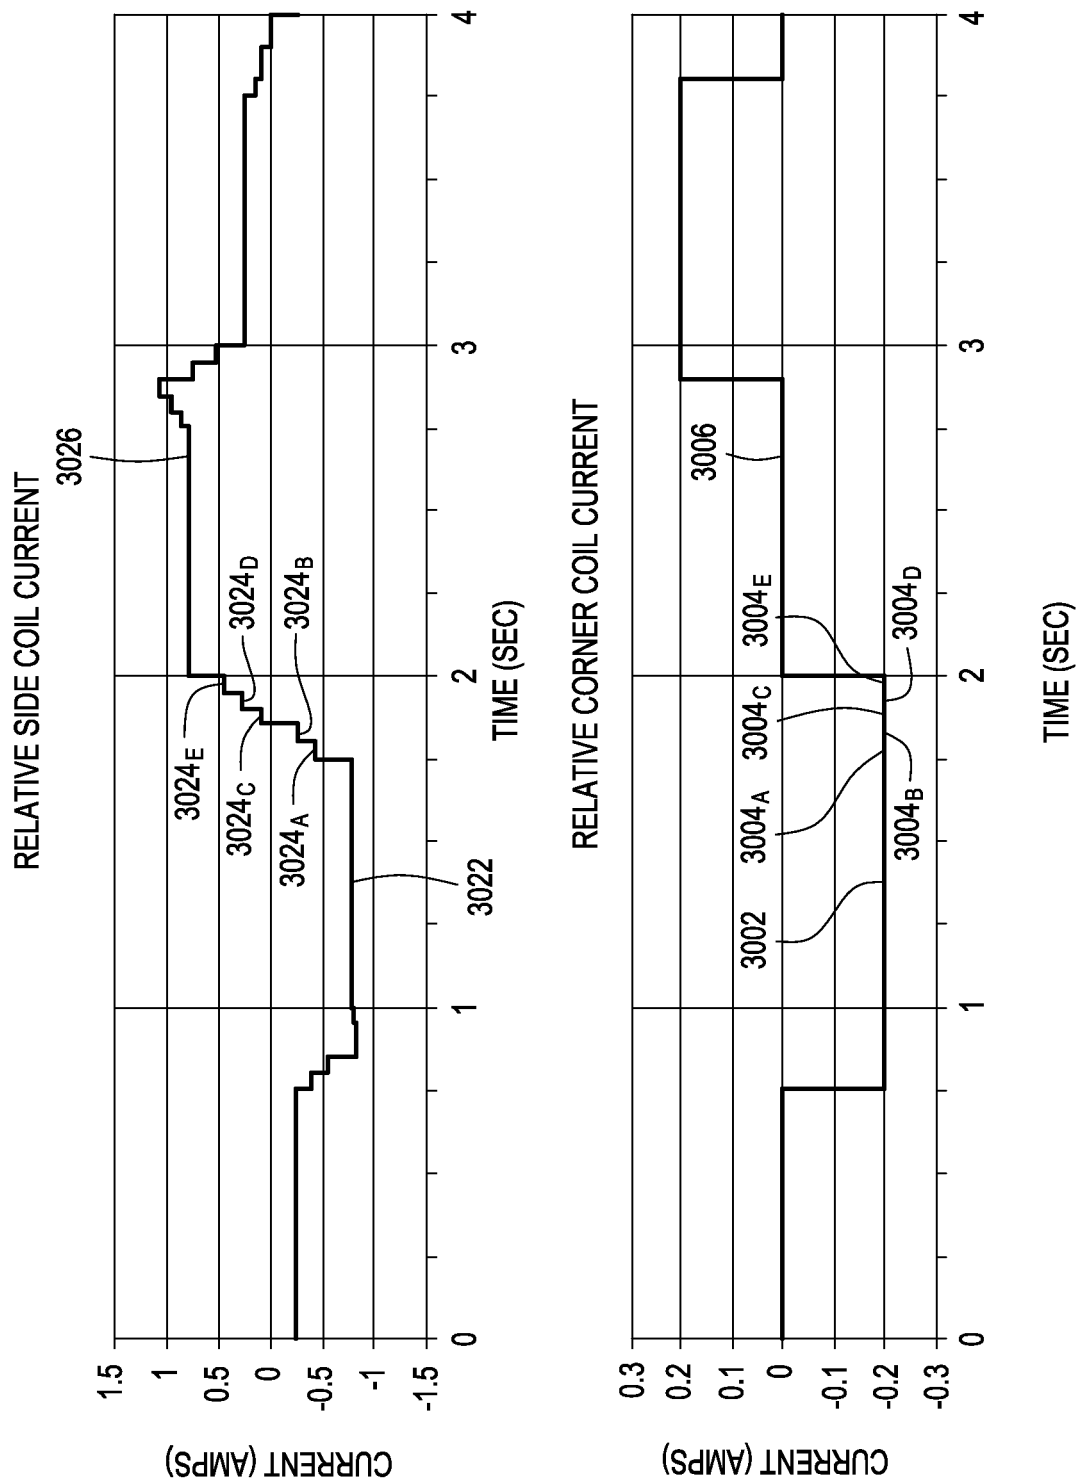 RELATIVE SIDE COIL CURRENT
CURRENT (AMPS)
1.5
1
0.5
0
-0.5
-1
-1.5
0
1
2
3
4
TIME (SEC)
3022
3024A
3024B
3024C
3024D
3024E
3026
RELATIVE CORNER COIL CURRENT
CURRENT (AMPS)
0.3
0.2
0.1
0
-0.1
-0.2
-0.3
0
1
2
3
4
TIME (SEC)
3002
3004A
3004B
3004C
3004D
3004E
3006